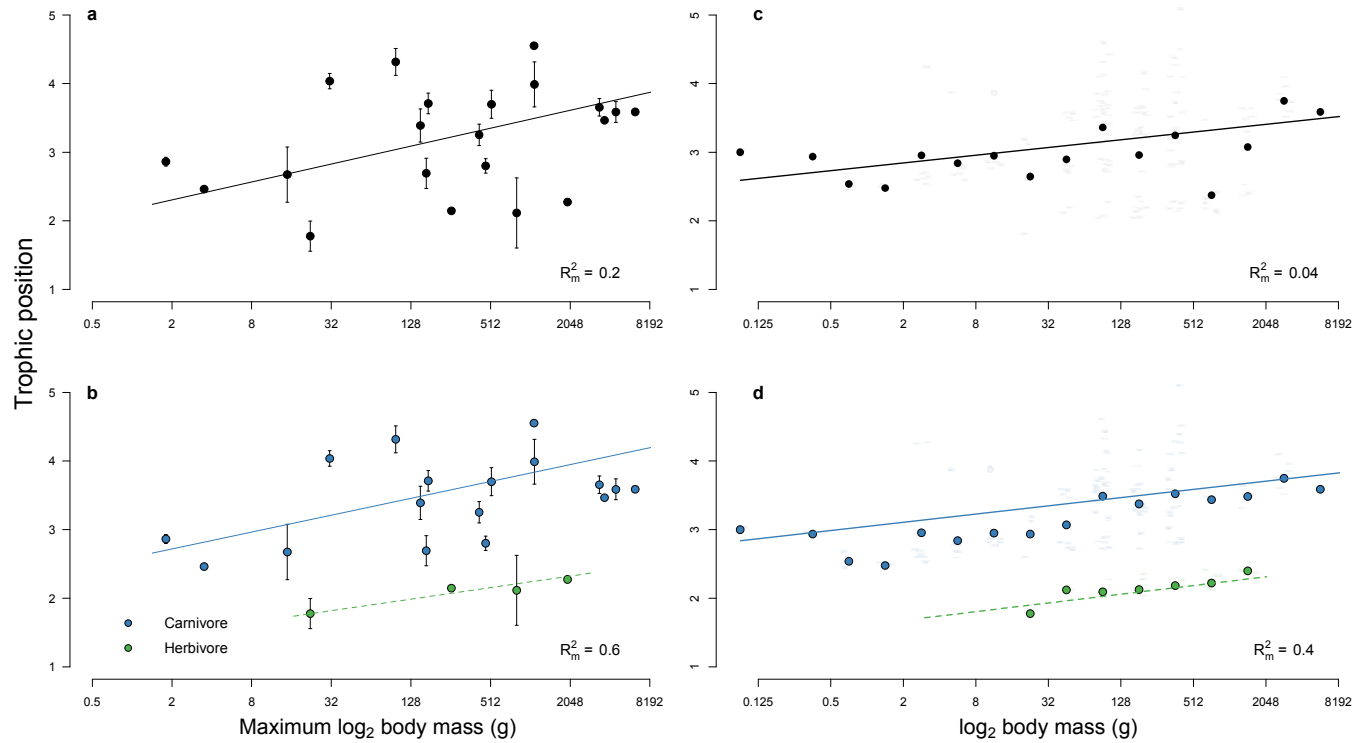 a
5
4
3
2
1
R²m = 0.2
0.5 2 8 32 128 512 2048 8192
c
5
4
3
2
1
R²m = 0.04
0.125 0.5 2 8 32 128 512 2048 8192
Trophic position
b
5
4
3
2
1
Carnivore
Herbivore
R²m = 0.6
0.5 2 8 32 128 512 2048 8192
Maximum log₂ body mass (g)
d
5
4
3
2
1
R²m = 0.4
0.125 0.5 2 8 32 128 512 2048 8192
log₂ body mass (g)